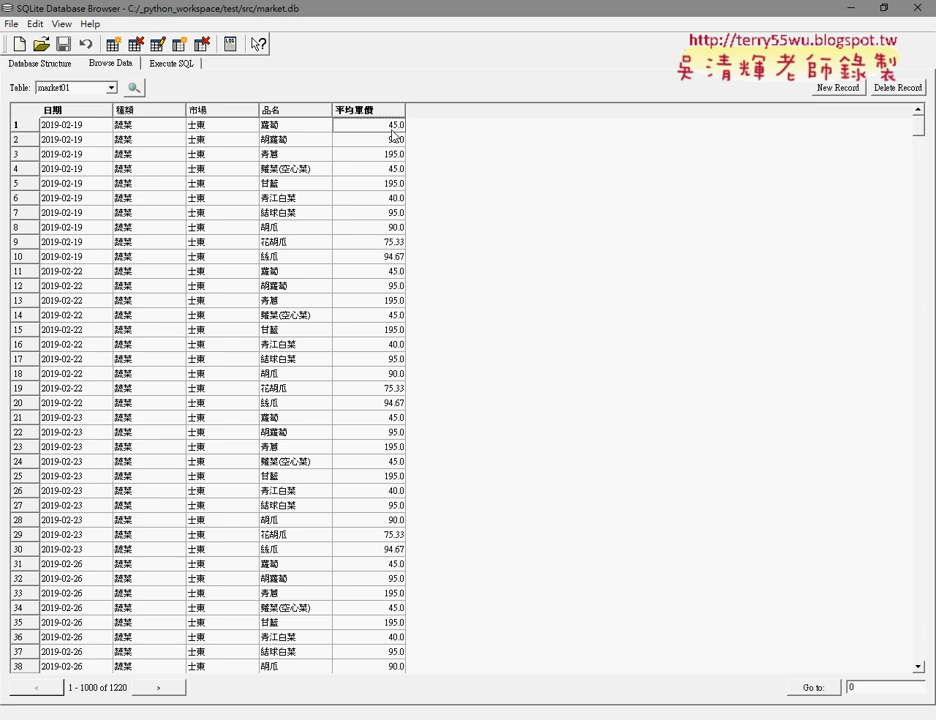 SQLite Database Browser - C:/_python_workspace/test/src/market.db
File Edit View Help
http://terry55wu.blogspot.tw
吳清輝老師錄製
Database Structure Browse Data Execute SQL
Table: market01 New Record Delete Record
日期 種類 市場 品名 平均單價
1 2019-02-19 蔬菜 士東 蘿蔔 45.0
2 2019-02-19 蔬菜 士東 胡蘿蔔
3 2019-02-19 蔬菜 士東 青蔥 195.0
4 2019-02-19 蔬菜 士東 蕹菜(空心菜) 45.0
5 2019-02-19 蔬菜 士東 甘藍 195.0
6 2019-02-19 蔬菜 士東 青江白菜 40.0
7 2019-02-19 蔬菜 士東 結球白菜 95.0
8 2019-02-19 蔬菜 士東 胡瓜 90.0
9 2019-02-19 蔬菜 士東 花胡瓜 75.33
10 2019-02-19 蔬菜 士東 絲瓜 94.67
11 2019-02-22 蔬菜 士東 蘿蔔 45.0
12 2019-02-22 蔬菜 士東 胡蘿蔔 95.0
13 2019-02-22 蔬菜 士東 青蔥 195.0
14 2019-02-22 蔬菜 士東 蕹菜(空心菜) 45.0
15 2019-02-22 蔬菜 士東 甘藍 195.0
16 2019-02-22 蔬菜 士東 青江白菜 40.0
17 2019-02-22 蔬菜 士東 結球白菜 95.0
18 2019-02-22 蔬菜 士東 胡瓜 90.0
19 2019-02-22 蔬菜 士東 花胡瓜 75.33
20 2019-02-22 蔬菜 士東 絲瓜 94.67
21 2019-02-23 蔬菜 士東 蘿蔔 45.0
22 2019-02-23 蔬菜 士東 胡蘿蔔 95.0
23 2019-02-23 蔬菜 士東 青蔥 195.0
24 2019-02-23 蔬菜 士東 蕹菜(空心菜) 45.0
25 2019-02-23 蔬菜 士東 甘藍 195.0
26 2019-02-23 蔬菜 士東 青江白菜 40.0
27 2019-02-23 蔬菜 士東 結球白菜 95.0
28 2019-02-23 蔬菜 士東 胡瓜 90.0
29 2019-02-23 蔬菜 士東 花胡瓜 75.33
30 2019-02-23 蔬菜 士東 絲瓜 94.67
31 2019-02-26 蔬菜 士東 蘿蔔 45.0
32 2019-02-26 蔬菜 士東 胡蘿蔔 95.0
33 2019-02-26 蔬菜 士東 青蔥 195.0
34 2019-02-26 蔬菜 士東 蕹菜(空心菜) 45.0
35 2019-02-26 蔬菜 士東 甘藍 195.0
36 2019-02-26 蔬菜 士東 青江白菜 40.0
37 2019-02-26 蔬菜 士東 結球白菜 95.0
38 2019-02-26 蔬菜 士東 胡瓜 90.0
< 1 - 1000 of 1220 > Go to: 0